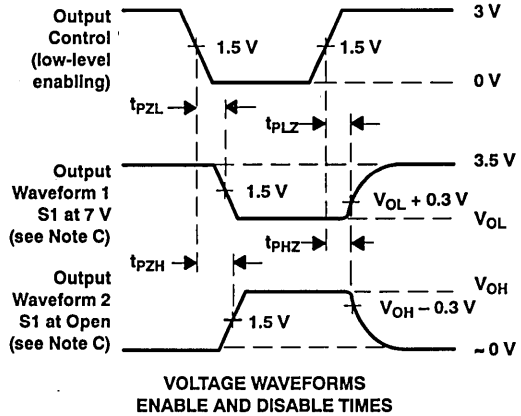 Output
Control
(low-level
enabling)
1.5 V
1.5 V
3 V
0 V
tPZL
tPLZ
Output
Waveform 1
S1 at 7 V
(see Note C)
1.5 V
3.5 V
VOL + 0.3 V
VOL
tPHZ
tPZH
Output
Waveform 2
S1 at Open
(see Note C)
1.5 V
VOH
VOH − 0.3 V
~ 0 V
VOLTAGE WAVEFORMS
ENABLE AND DISABLE TIMES